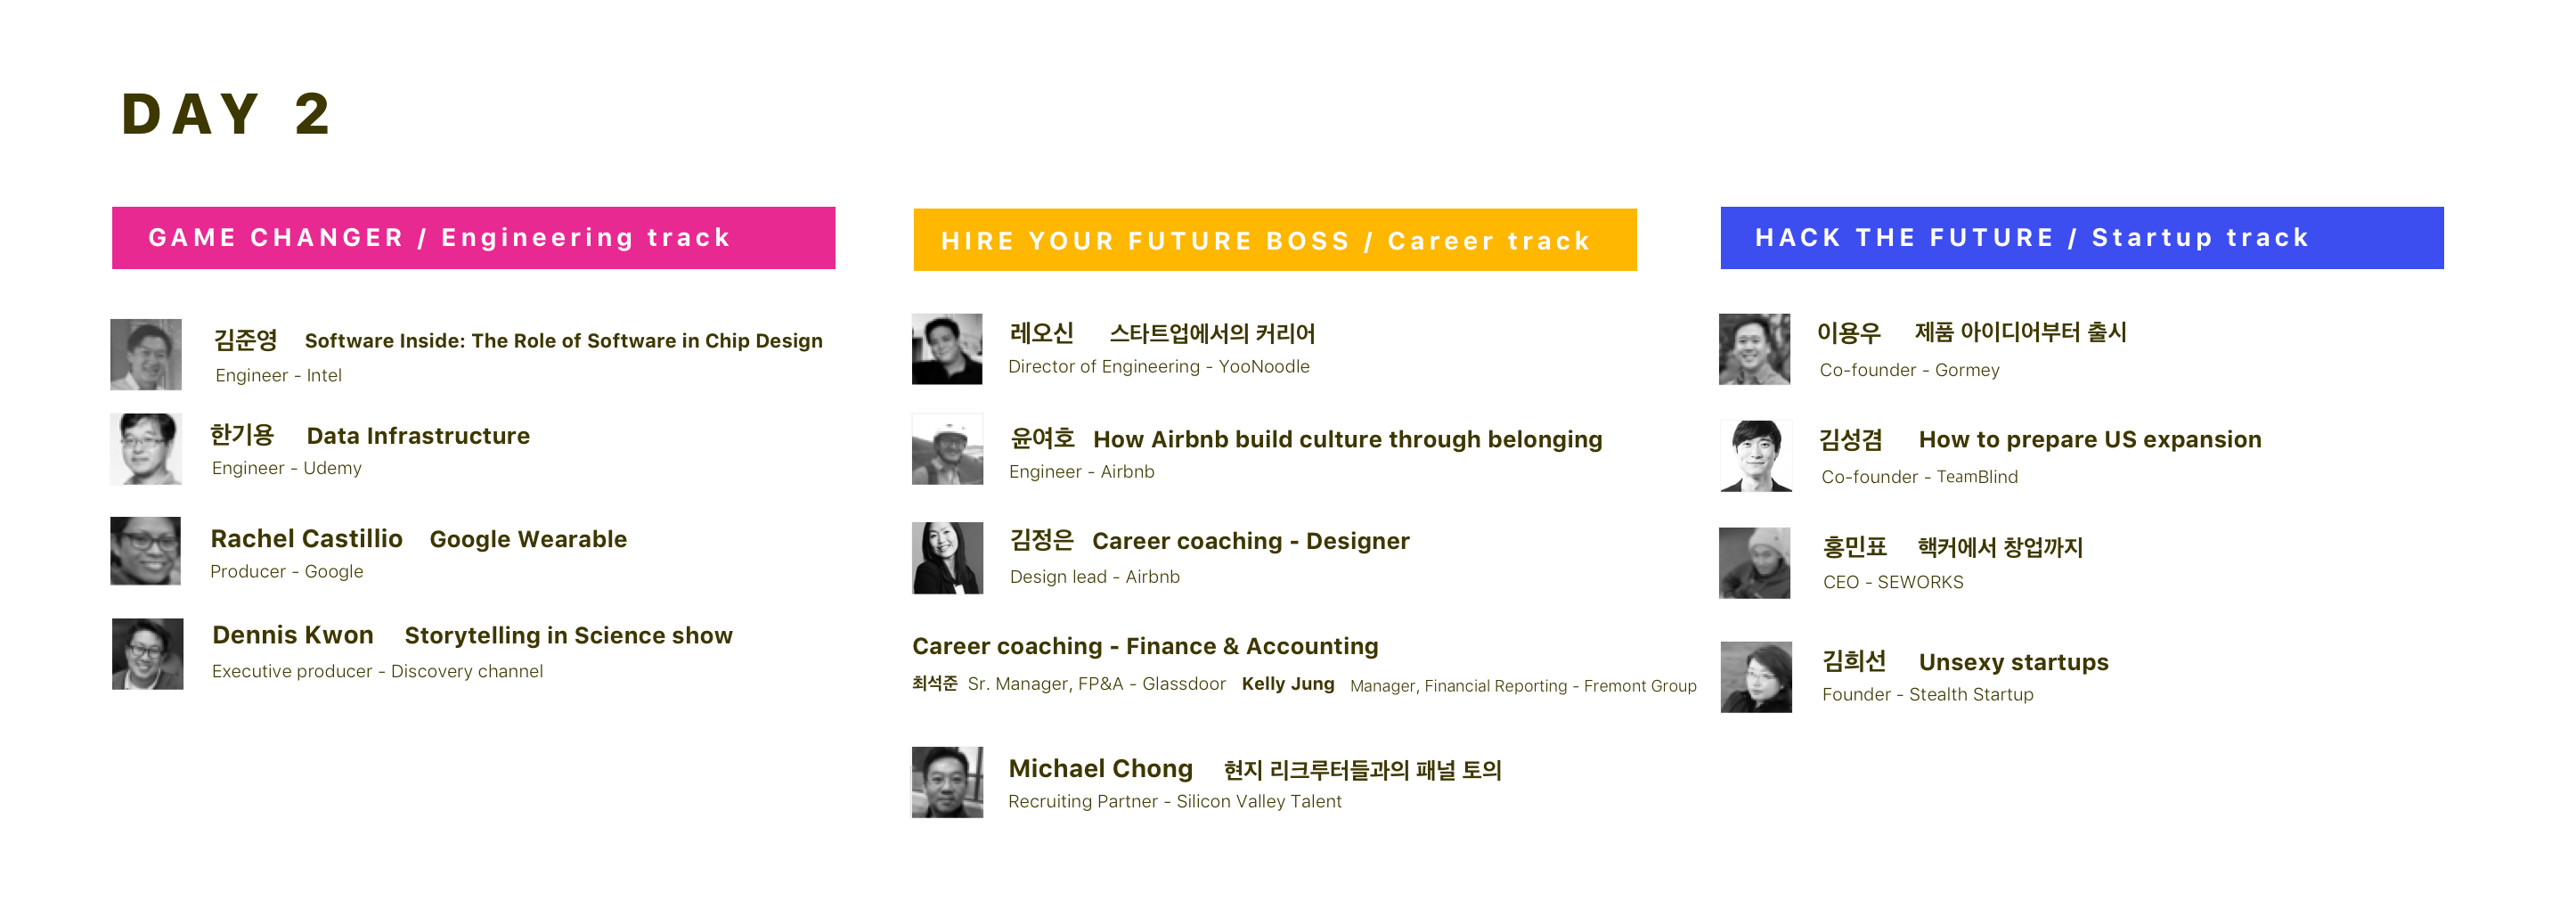 DAY 2
GAME CHANGER / Engineering track
김준영 Software Inside: The Role of Software in Chip Design
Engineer - Intel
한기용 Data Infrastructure
Engineer - Udemy
Rachel Castillio Google Wearable
Producer - Google
Dennis Kwon Storytelling in Science show
Executive producer - Discovery channel
HIRE YOUR FUTURE BOSS / Career track
레오신 스타트업에서의 커리어
Director of Engineering - YooNoodle
윤여호 How Airbnb build culture through belonging
Engineer - Airbnb
김정은 Career coaching - Designer
Design lead - Airbnb
Career coaching - Finance & Accounting
최석준 Sr. Manager, FP&A - Glassdoor Kelly Jung Manager, Financial Reporting - Fremont Group
Michael Chong 현지 리크루터들과의 패널 토의
Recruiting Partner - Silicon Valley Talent
HACK THE FUTURE / Startup track
이용우 제품 아이디어부터 출시
Co-founder - Gormey
김성겸 How to prepare US expansion
Co-founder - TeamBlind
홍민표 핵커에서 창업까지
CEO - SEWORKS
김희선 Unsexy startups
Founder - Stealth Startup